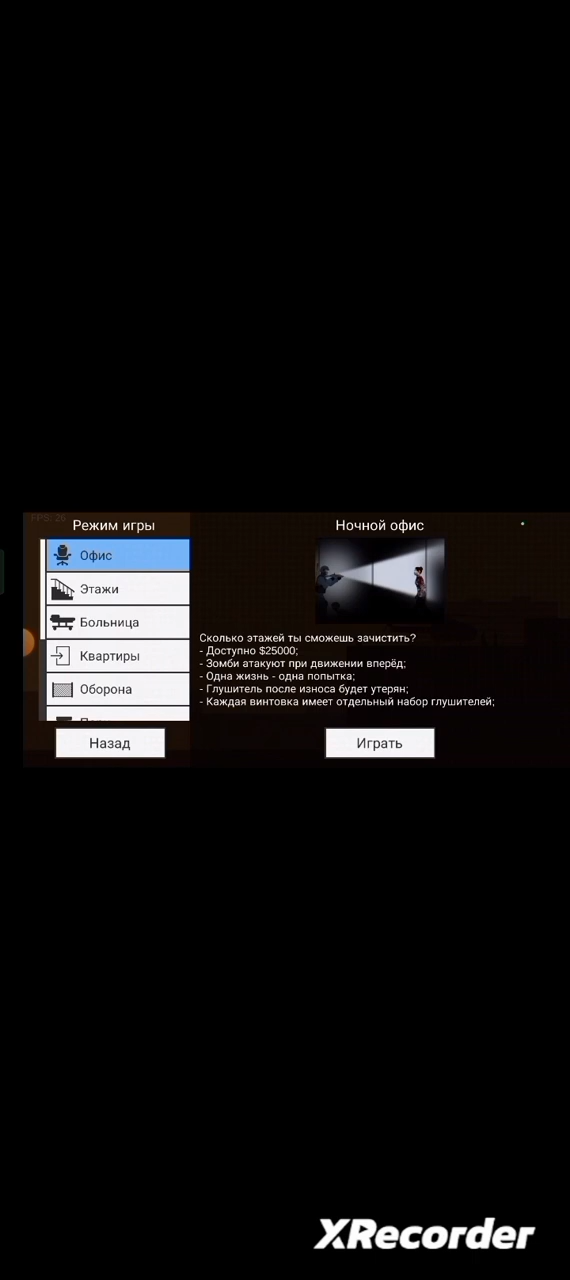 FPS: 26
Режим игры
Офис
Этажи
Больница
Квартиры
Оборона
Назад
Ночной офис
Сколько этажей ты сможешь зачистить?
- Доступно $25000;
- Зомби атакуют при движении вперёд;
- Одна жизнь - одна попытка;
- Глушитель после износа будет утерян;
- Каждая винтовка имеет отдельный набор глушителей;
Играть
XRecorder